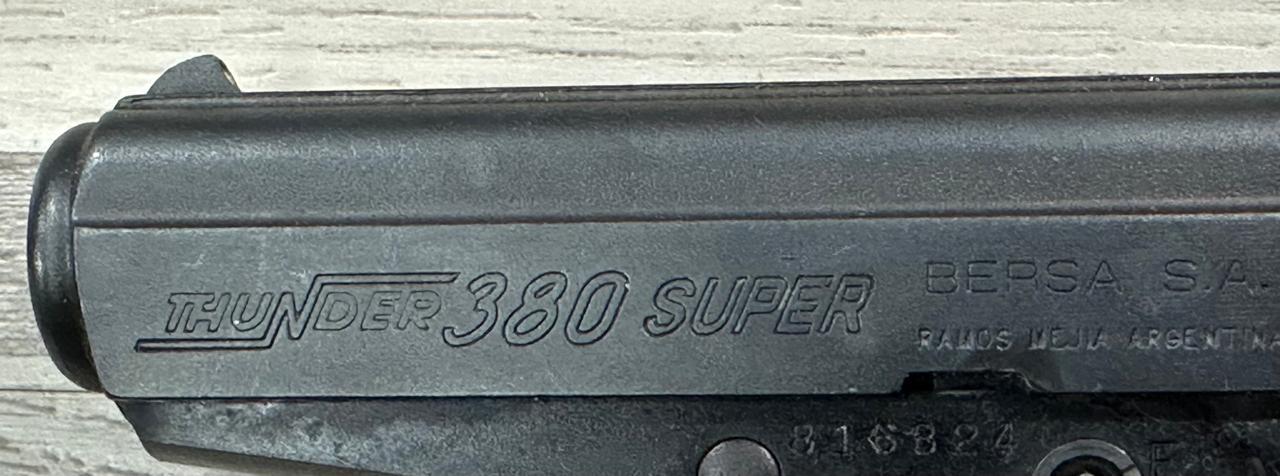 THUNDER 380 SUPER
BERSA S.A.
RAMOS MEJIA ARGENTINA
816824